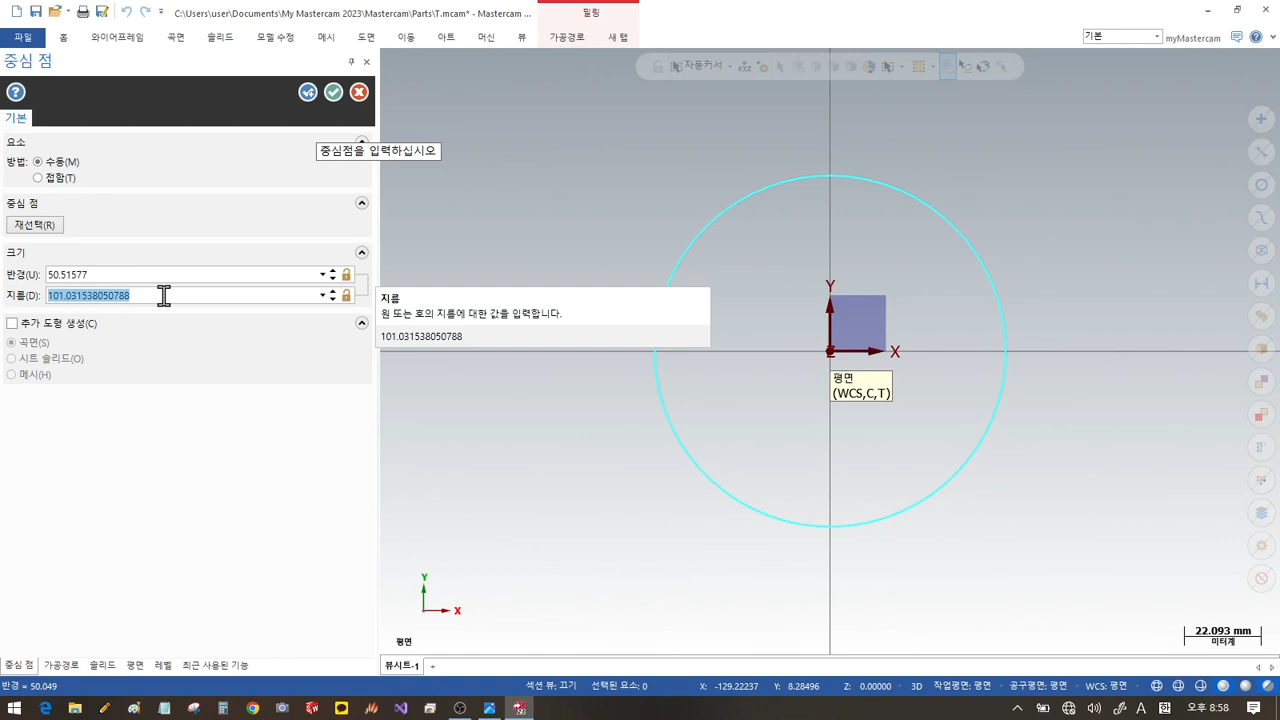 C:\Users\user\Documents\My Mastercam 2023\Mastercam\Parts\T.mcam* - Mastercam ...
밀링
파일
홈
와이어프레임
곡면
솔리드
모델 수정
메시
도면
이동
아트
머신
뷰
가공경로
새 탭
기본
myMastercam
중심 점
자동커서
기본
요소
중심점을 입력하십시오
방법:
수동(M)
접함(T)
중심 점
재선택(R)
크기
반경(U):
50.51577
지름(D):
101.031538050788
지름
원 또는 호의 지름에 대한 값을 입력합니다.
101.031538050788
추가 도형 생성(C)
곡면(S)
시트 솔리드(O)
메시(H)
Y
X
Z
평면
(WCS,C,T)
Y
X
평면
22.093 mm
미터계
중심 점
가공경로
솔리드
평면
레벨
최근 사용된 기능
뷰시트-1
반경 = 50.049
섹션 뷰: 끄기
선택된 요소: 0
X: -129.22237
Y: 8.28496
Z: 0.00000
3D
작업평면: 평면
공구평면: 평면
WCS: 평면
A
한
오후 8:58